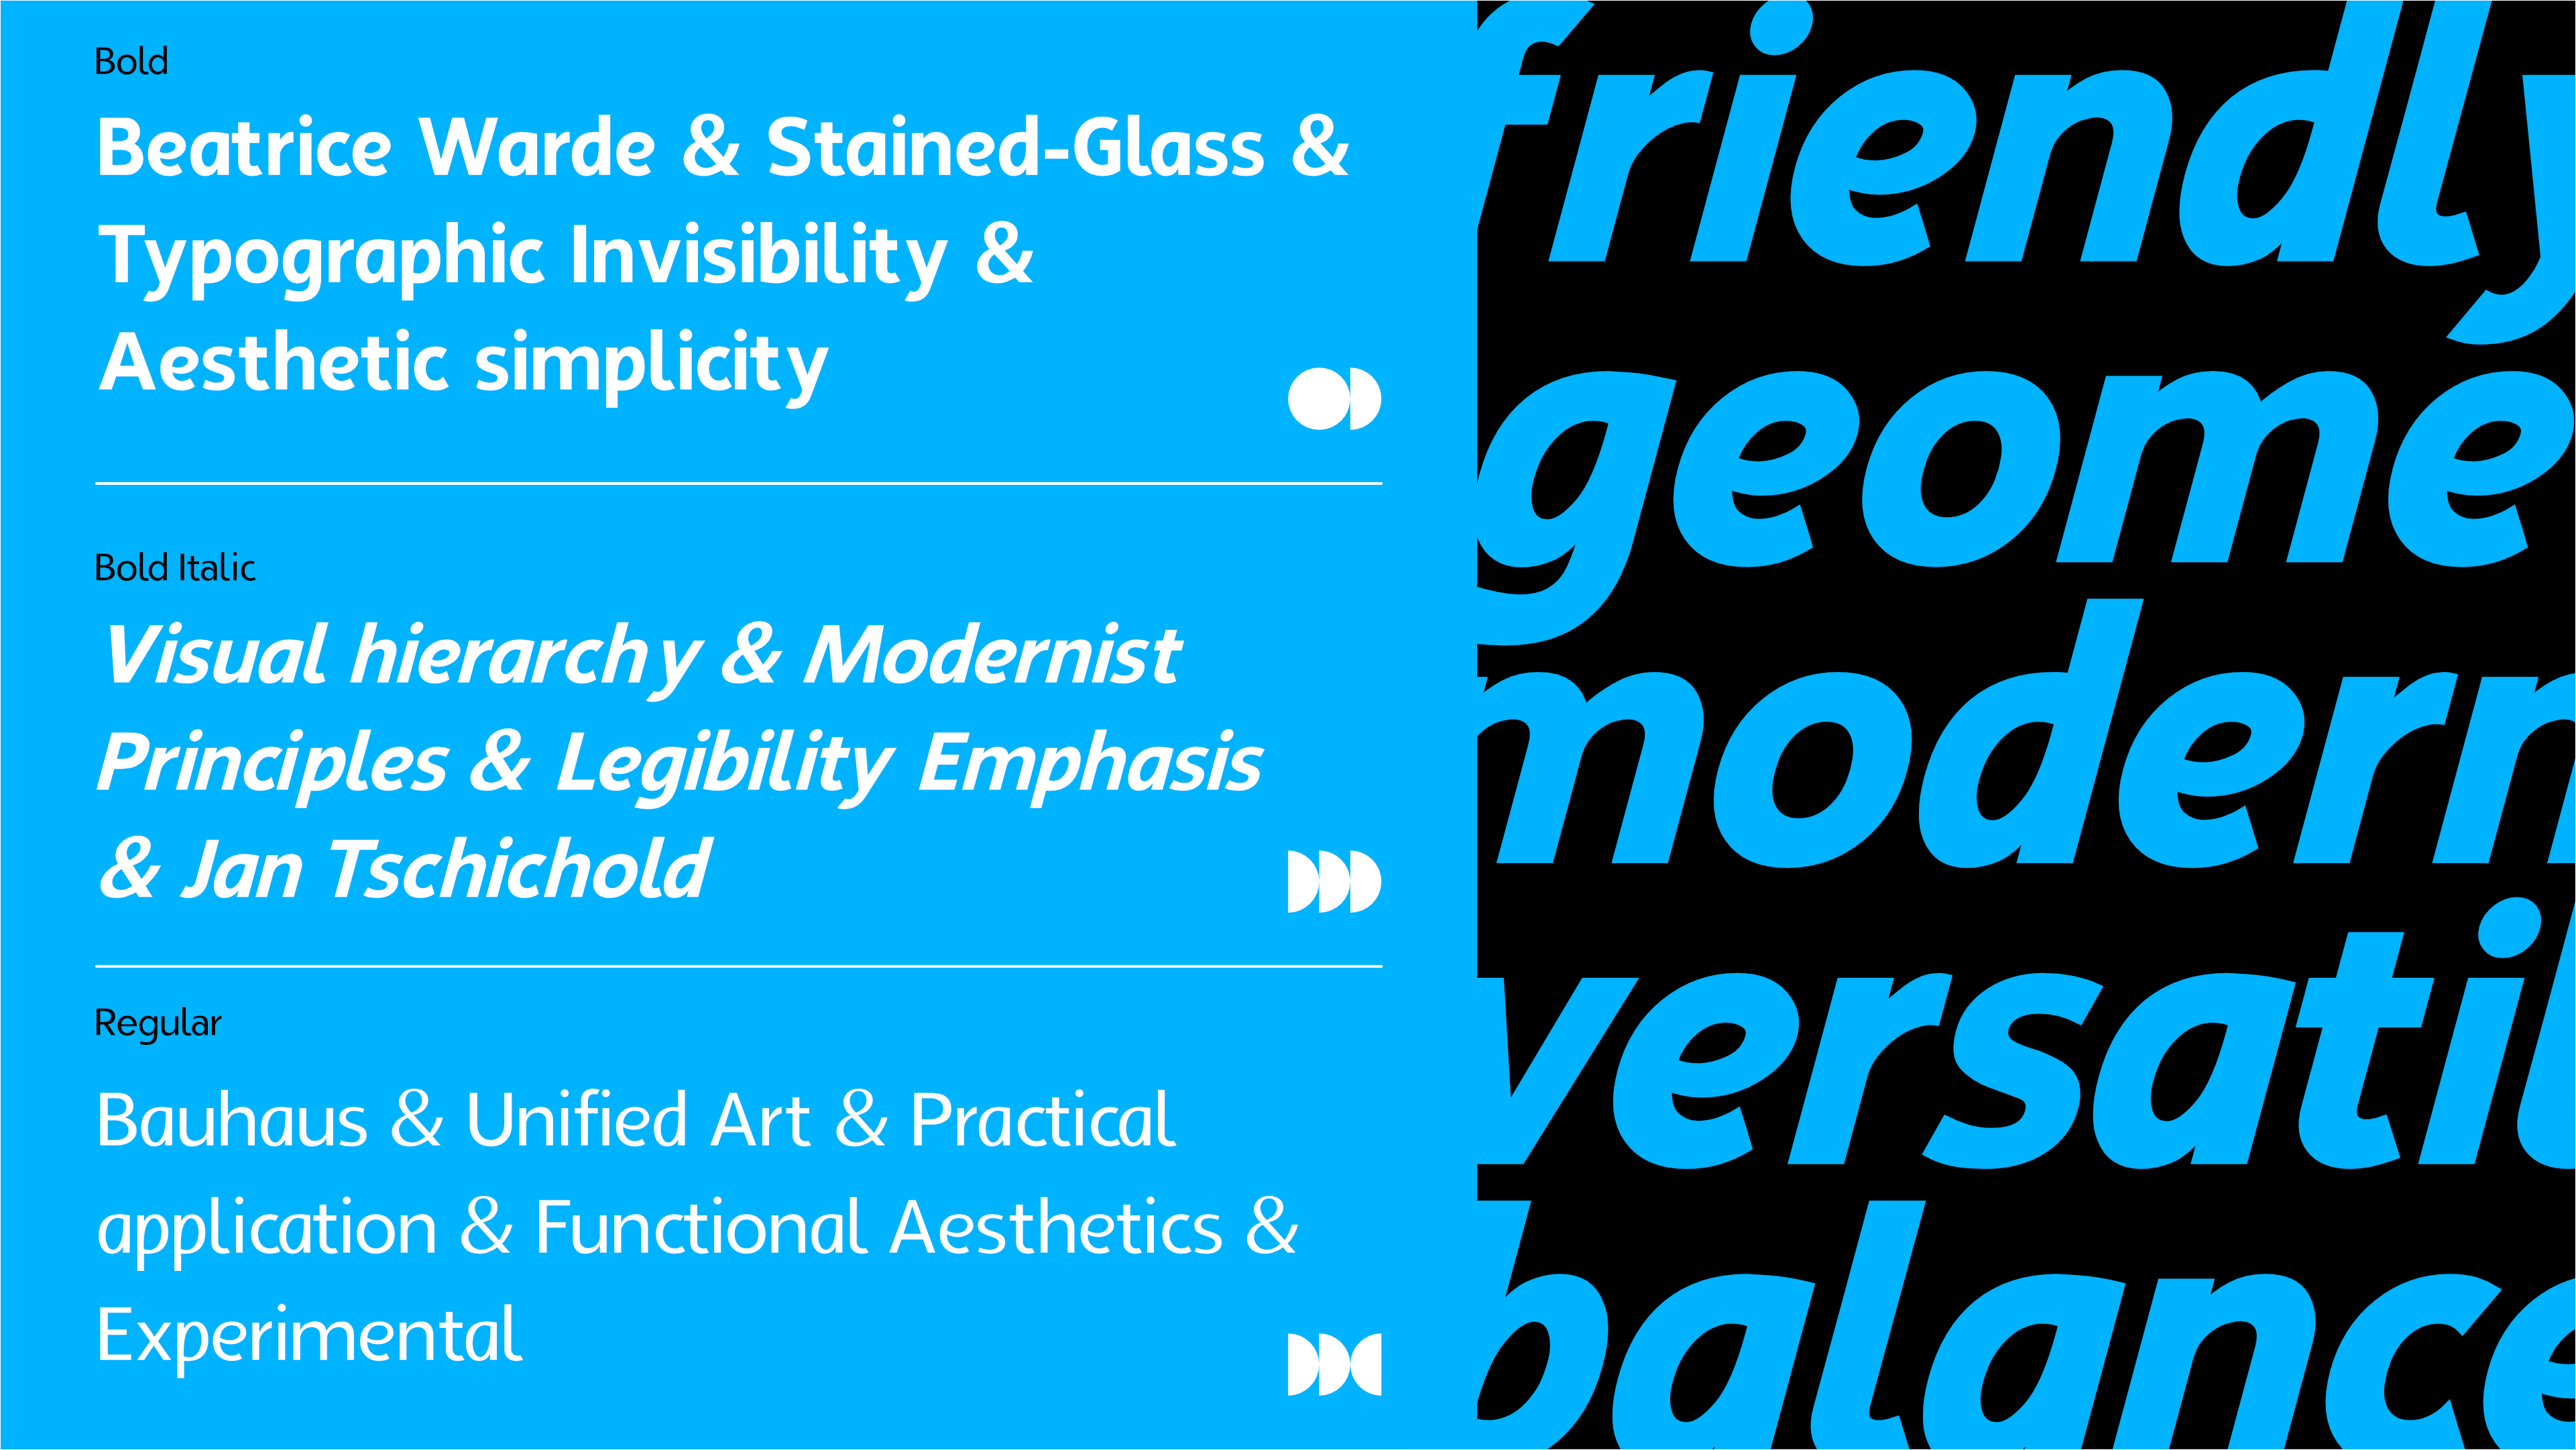 Bold
Beatrice Warde & Stained-Glass &
Typographic Invisibility &
Aesthetic simplicity
Bold Italic
Visual hierarchy & Modernist
Principles & Legibility Emphasis
& Jan Tschichold
Regular
Bauhaus & Unified Art & Practical
application & Functional Aesthetics &
Experimental
friendly
geome
modern
versatil
balance